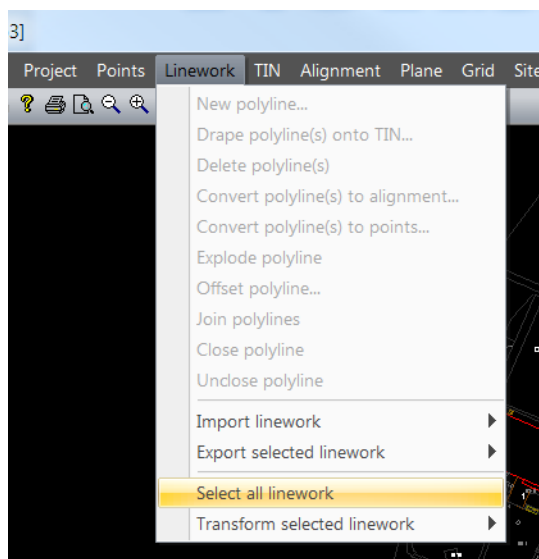 3]
Project Points Linework TIN Alignment Plane Grid Site
New polyline...
Drape polyline(s) onto TIN...
Delete polyline(s)
Convert polyline(s) to alignment...
Convert polyline(s) to points...
Explode polyline
Offset polyline...
Join polylines
Close polyline
Unclose polyline
Import linework
Export selected linework
Select all linework
Transform selected linework